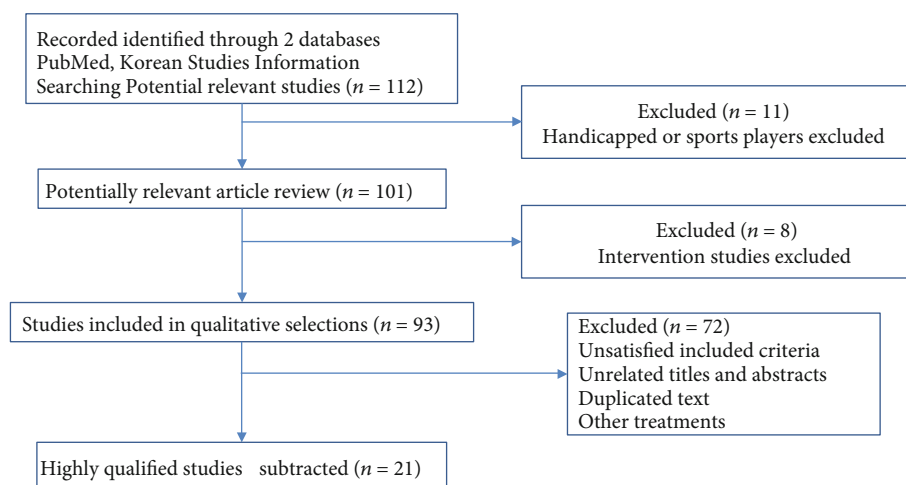 Recorded identified through 2 databases
PubMed, Korean Studies Information
Searching Potential relevant studies (n = 112)
Excluded (n = 11)
Handicapped or sports players excluded
Potentially relevant article review (n = 101)
Excluded (n = 8)
Intervention studies excluded
Studies included in qualitative selections (n = 93)
Excluded (n = 72)
Unsatisfied included criteria
Unrelated titles and abstracts
Duplicated text
Other treatments
Highly qualified studies subtracted (n = 21)